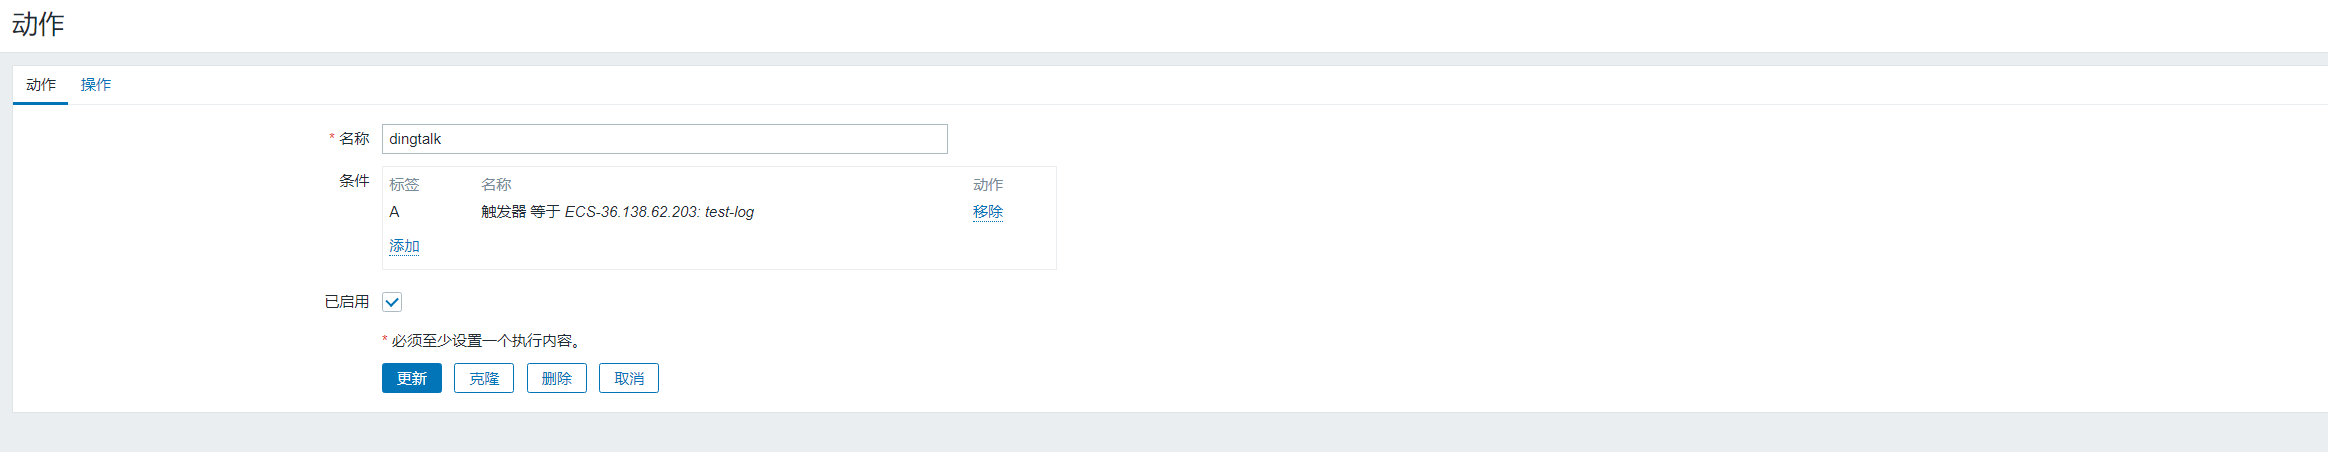 动作
动作 操作
* 名称 dingtalk
条件 标签 名称 动作
A 触发器 等于 ECS-36.138.62.203: test-log 移除
添加
已启用
* 必须至少设置一个执行内容。
更新 克隆 删除 取消